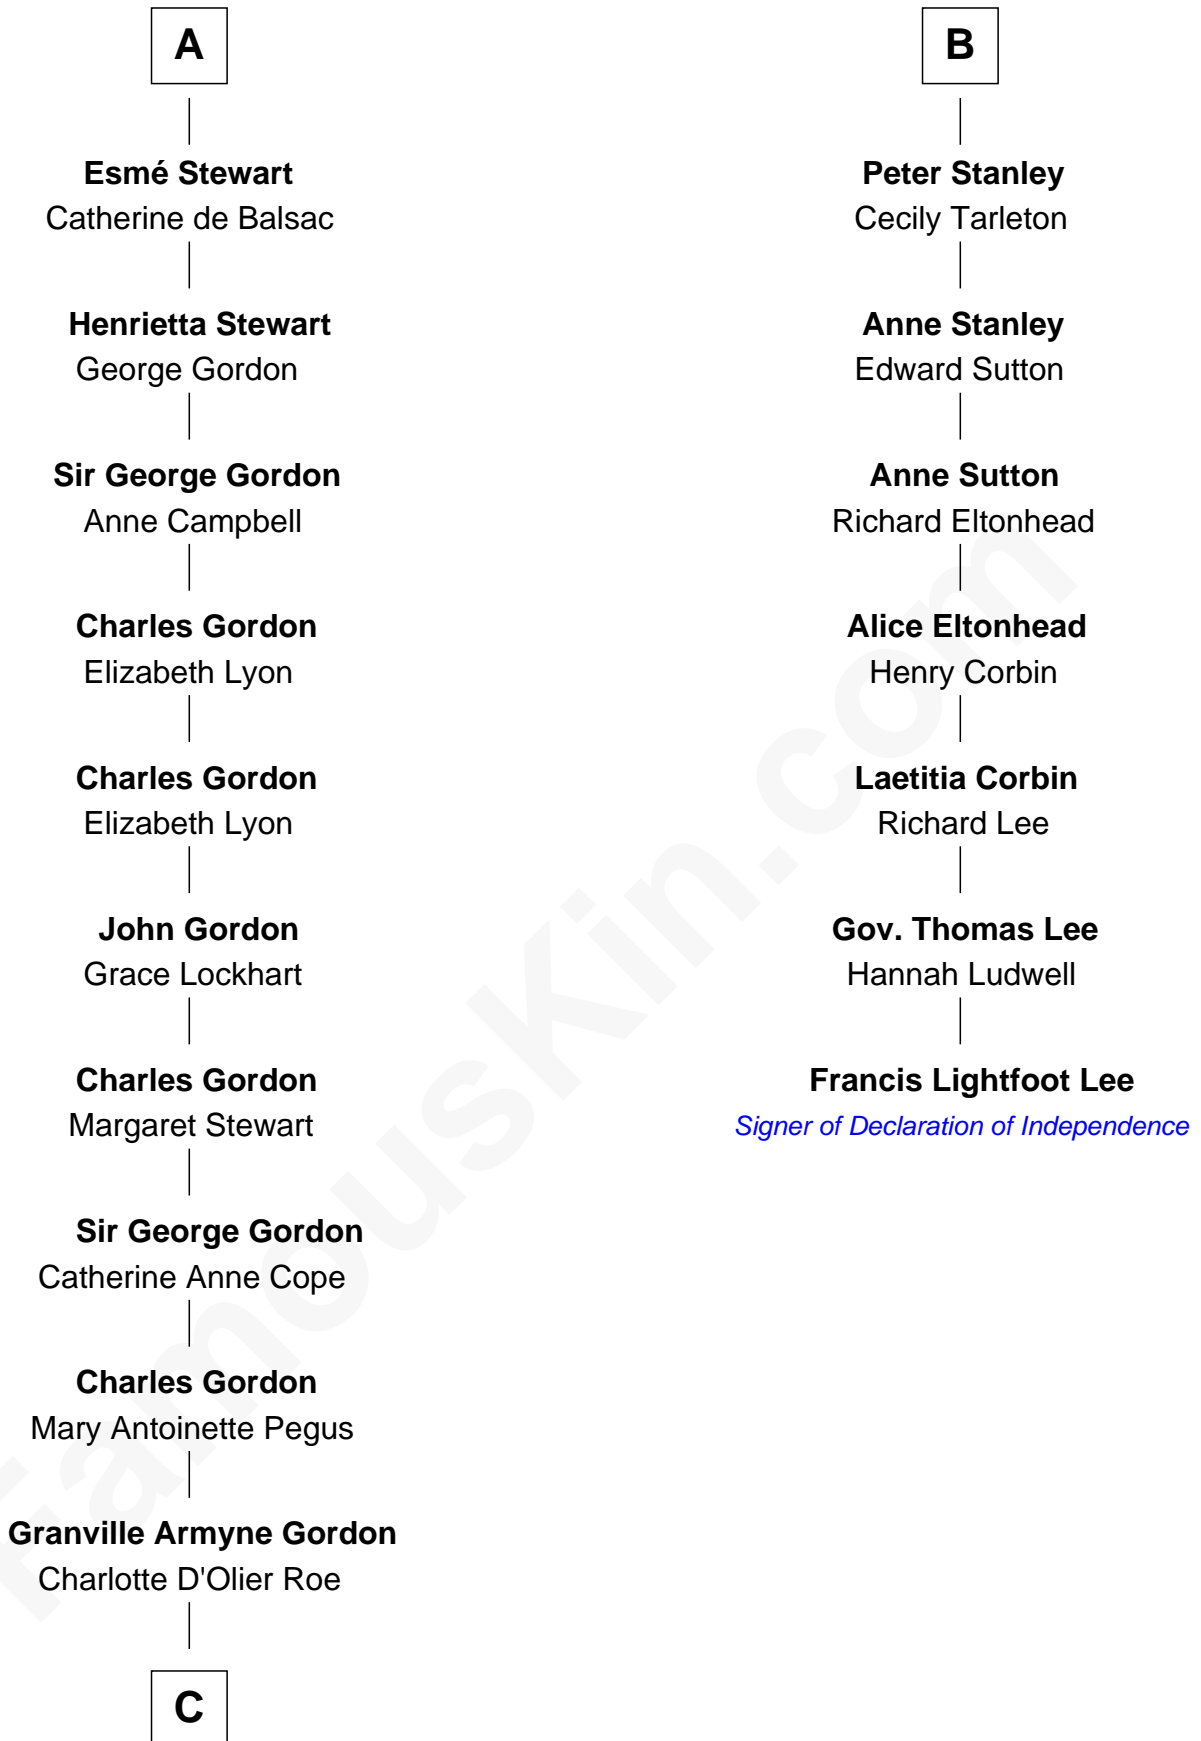 A
Esmé Stewart
Catherine de Balsac
Henrietta Stewart
George Gordon
Sir George Gordon
Anne Campbell
Charles Gordon
Elizabeth Lyon
Charles Gordon
Elizabeth Lyon
John Gordon
Grace Lockhart
Charles Gordon
Margaret Stewart
Sir George Gordon
Catherine Anne Cope
Charles Gordon
Mary Antoinette Pegus
Granville Armyne Gordon
Charlotte D'Olier Roe
C
B
Peter Stanley
Cecily Tarleton
Anne Stanley
Edward Sutton
Anne Sutton
Richard Eltonhead
Alice Eltonhead
Henry Corbin
Laetitia Corbin
Richard Lee
Gov. Thomas Lee
Hannah Ludwell
Francis Lightfoot Lee
Signer of Declaration of Independence
FamousKin.com